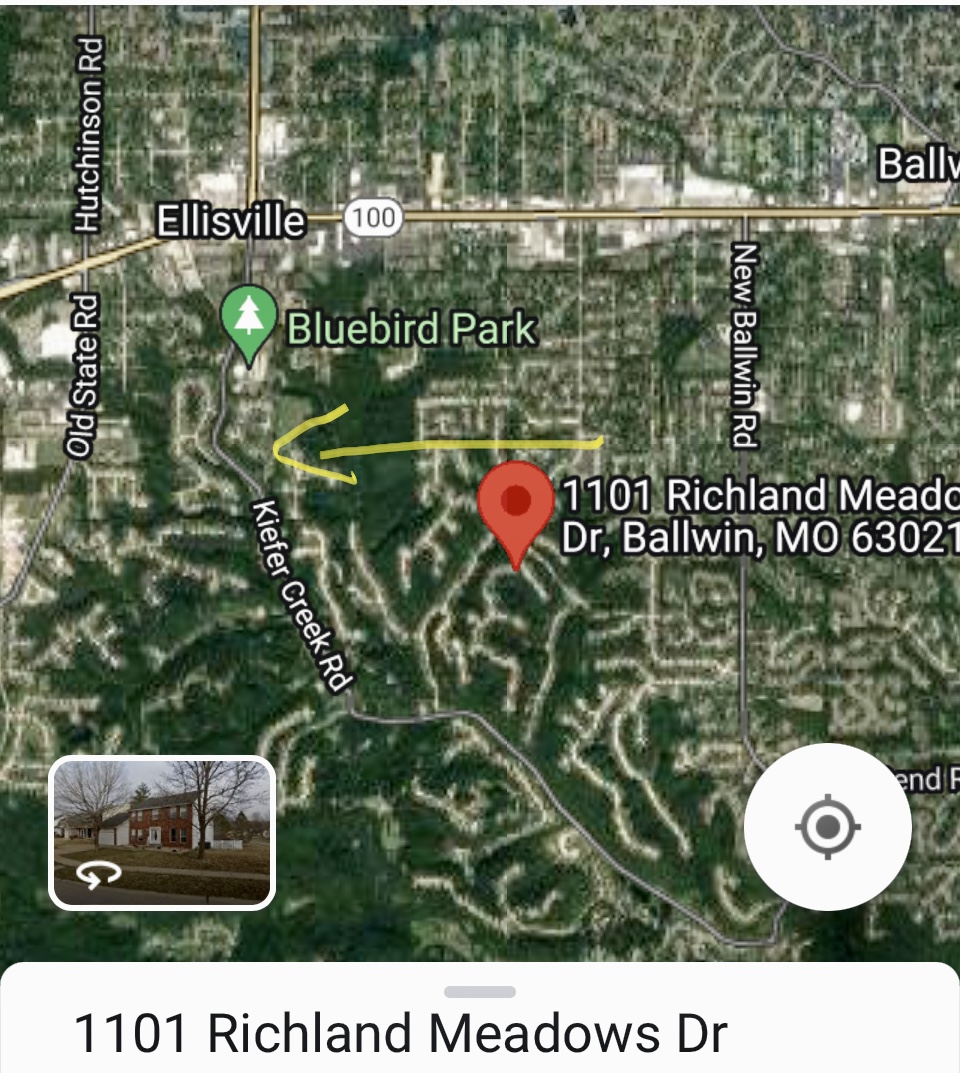 Hutchinson Rd
Ballw
Ellisville
100
New Ballwin Rd
Old State Rd
Bluebird Park
1101 Richland Meado
Dr, Ballwin, MO 63021
Kiefer Creek Rd
end R
1101 Richland Meadows Dr